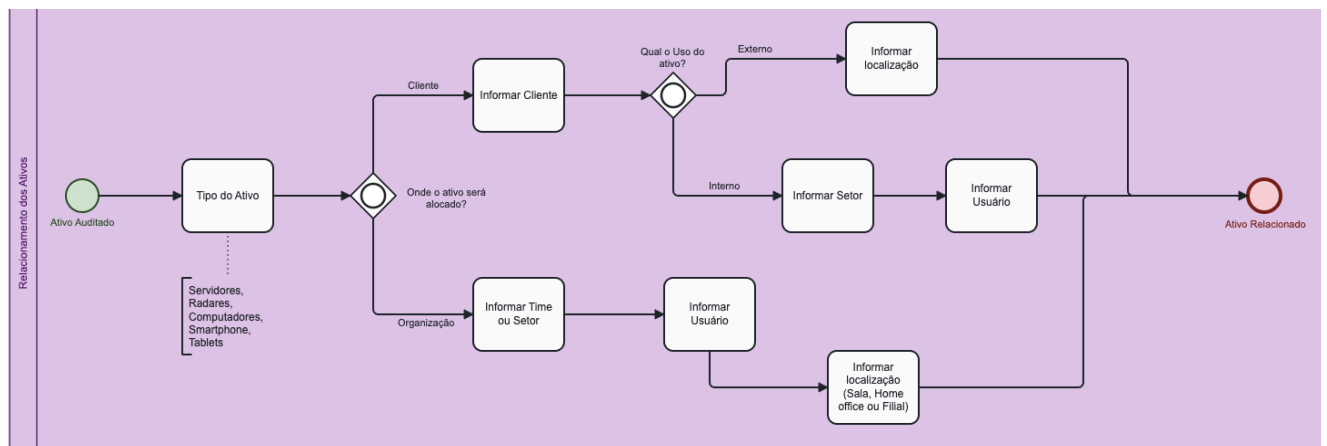 Relacionamento dos Ativos
Ativo Auditado
Tipo do Ativo
Servidores,
Radares,
Computadores,
Smartphone,
Tablets
Onde o ativo será
alocado?
Cliente
Informar Cliente
Qual o Uso do
ativo?
Externo
Informar
localização
Interno
Informar Setor
Informar
Usuário
Organização
Informar Time
ou Setor
Informar
Usuário
Informar
localização
(Sala, Home
office ou Filial)
Ativo Relacionado